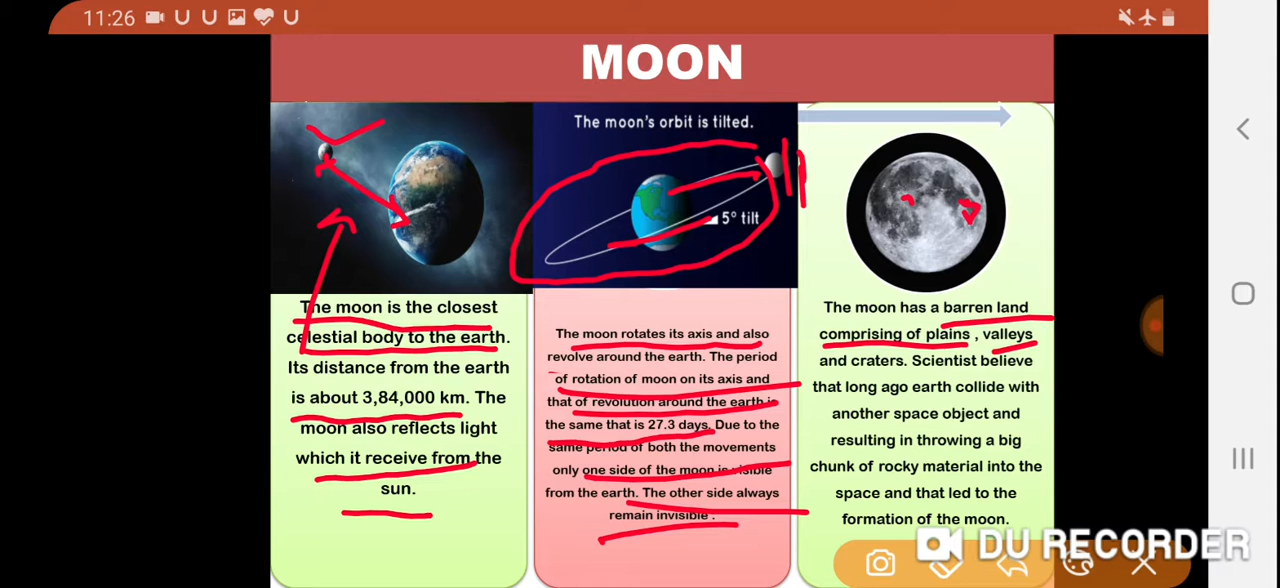 11:26
MOON
The moon's orbit is tilted.
5° tilt
The moon is the closest
celestial body to the earth.
Its distance from the earth
is about 3,84,000 km. The
moon also reflects light
which it receive from the
sun.
The moon rotates its axis and also
revolve around the earth. The period
of rotation of moon on its axis and
that of revolution around the earth is
the same that is 27.3 days. Due to the
same period of both the movements
only one side of the moon is visible
from the earth. The other side always
remain invisible .
The moon has a barren land
comprising of plains , valleys
and craters. Scientist believe
that long ago earth collide with
another space object and
resulting in throwing a big
chunk of rocky material into the
space and that led to the
formation of the moon.
DU RECORDER